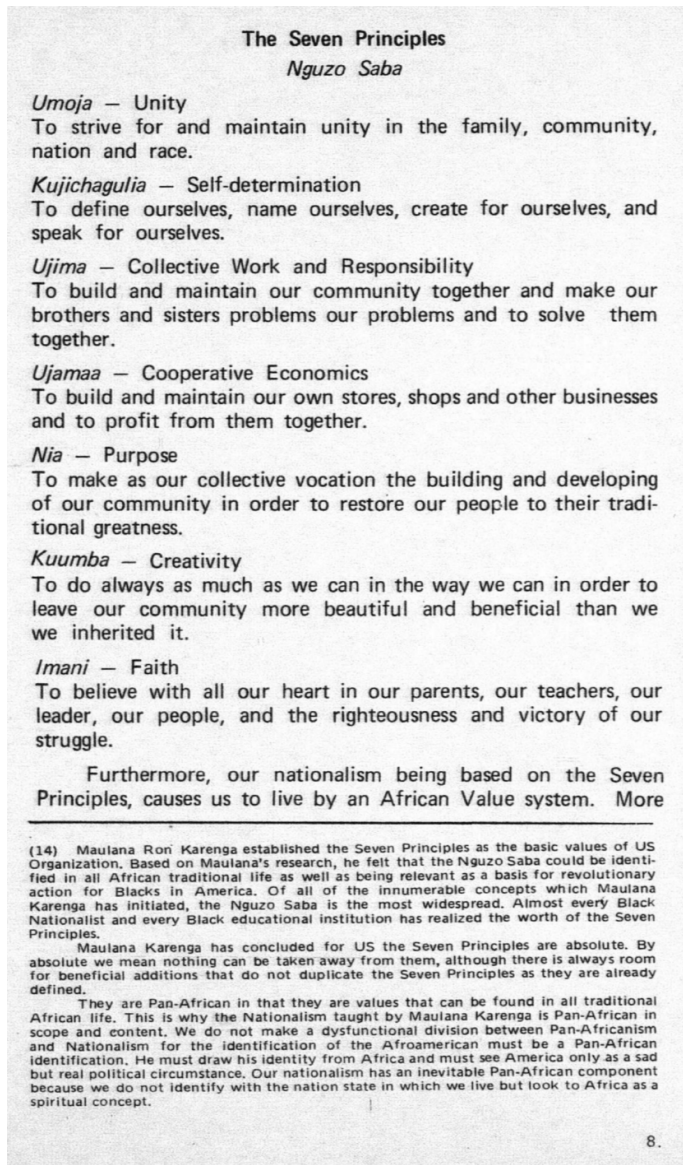 The Seven Principles
Nguzo Saba
Umoja — Unity
To strive for and maintain unity in the family, community,
nation and race.
Kujichagulia — Self-determination
To define ourselves, name ourselves, create for ourselves, and
speak for ourselves.
Ujima — Collective Work and Responsibility
To build and maintain our community together and make our
brothers and sisters problems our problems and to solve them
together.
Ujamaa — Cooperative Economics
To build and maintain our own stores, shops and other businesses
and to profit from them together.
Nia — Purpose
To make as our collective vocation the building and developing
of our community in order to restore our people to their tradi-
tional greatness.
Kuumba — Creativity
To do always as much as we can in the way we can in order to
leave our community more beautiful and beneficial than we
we inherited it.
Imani — Faith
To believe with all our heart in our parents, our teachers, our
leader, our people, and the righteousness and victory of our
struggle.
Furthermore, our nationalism being based on the Seven
Principles, causes us to live by an African Value system. More
(14) Maulana Ron Karenga established the Seven Principles as the basic values of US
Organization. Based on Maulana's research, he felt that the Nguzo Saba could be identi-
fied in all African traditional life as well as being relevant as a basis for revolutionary
action for Blacks in America. Of all of the innumerable concepts which Maulana
Karenga has initiated, the Nguzo Saba is the most widespread. Almost every Black
Nationalist and every Black educational institution has realized the worth of the Seven
Principles.
Maulana Karenga has concluded for US the Seven Principles are absolute. By
absolute we mean nothing can be taken away from them, although there is always room
for beneficial additions that do not duplicate the Seven Principles as they are already
defined.
They are Pan-African in that they are values that can be found in all traditional
African life. This is why the Nationalism taught by Maulana Karenga is Pan-African in
scope and content. We do not make a dysfunctional division between Pan-Africanism
and Nationalism for the identification of the Afroamerican must be a Pan-African
identification. He must draw his identity from Africa and must see America only as a sad
but real political circumstance. Our nationalism has an inevitable Pan-African component
because we do not identify with the nation state in which we live but look to Africa as a
spiritual concept.
8.